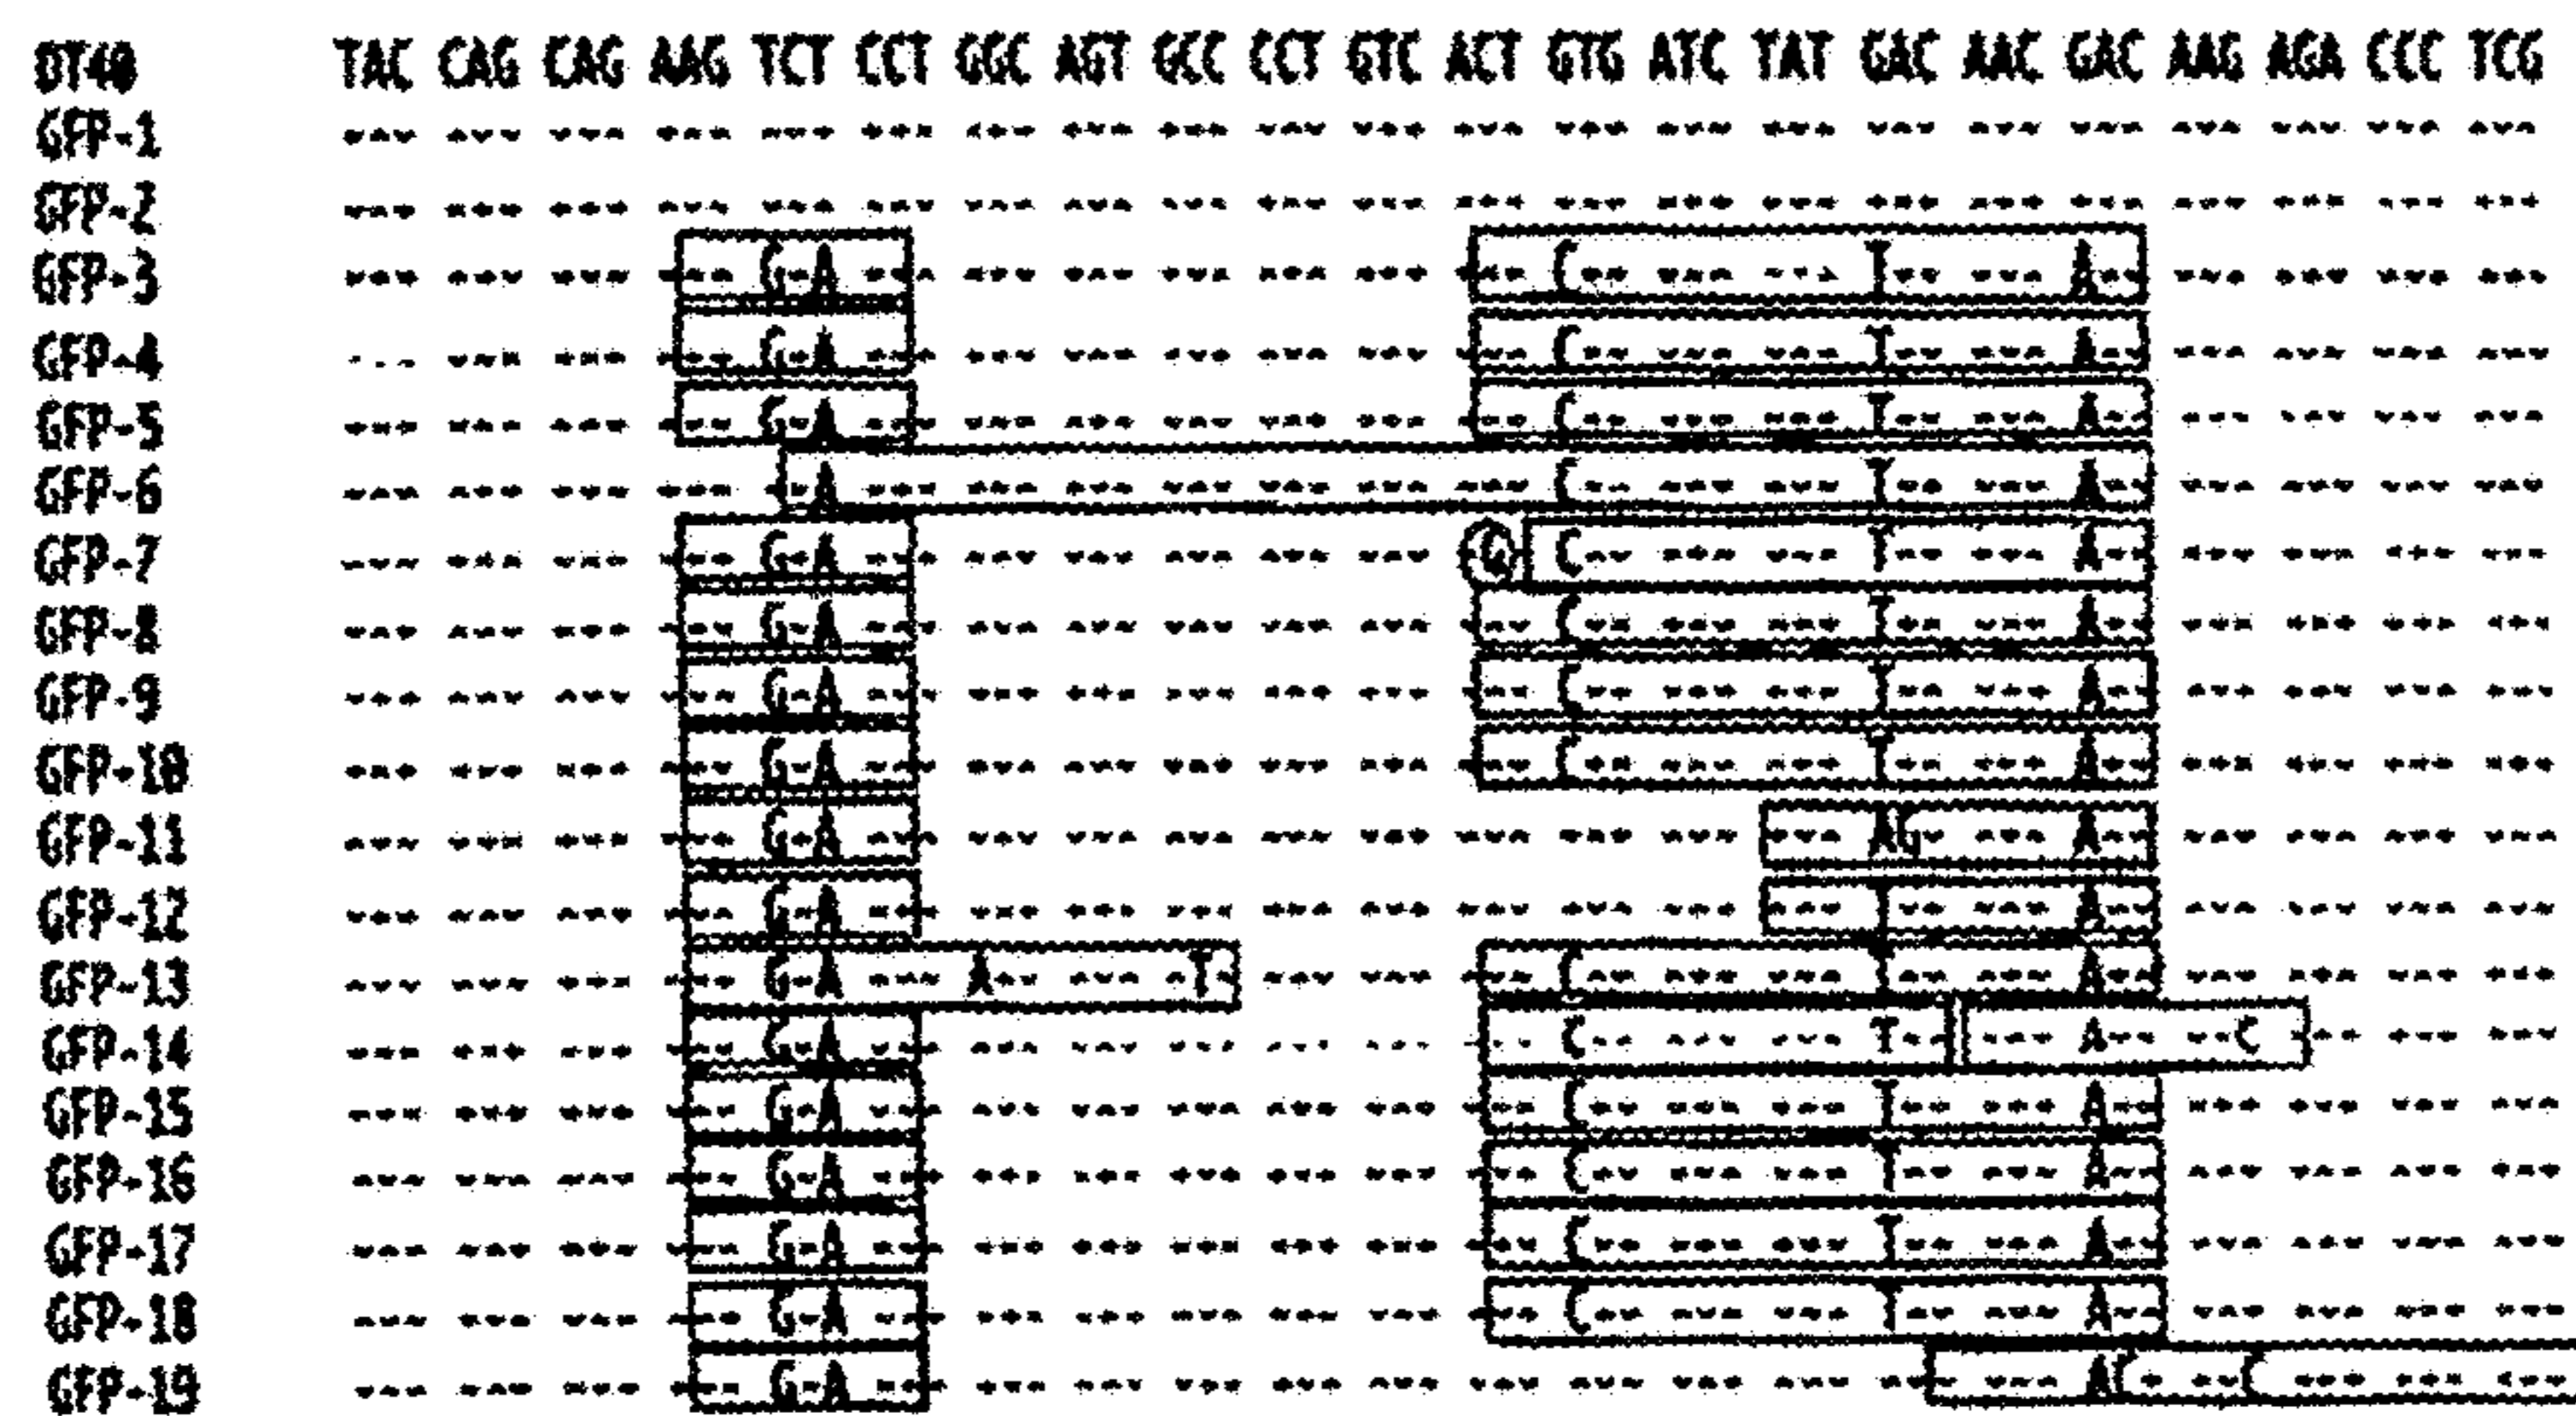 DT40 TAC CAG CAG AAG TCT CCT GGC AGT GCC CCT GTC ACT GTG ATC TAT GAC AAC GAC AAG AGA CCC TCG
GFP-1 --- --- --- --- --- --- --- --- --- --- --- --- --- --- --- --- --- --- --- --- --- ---
GFP-2 --- --- --- --- --- --- --- --- --- --- --- --- --- --- --- --- --- --- --- --- --- ---
GFP-3 --- --- --- --- G-A --- --- --- --- --- --- --- C-- --- --- T-- --- A-- --- --- --- ---
GFP-4 --- --- --- --- G-A --- --- --- --- --- --- --- C-- --- --- T-- --- A-- --- --- --- ---
GFP-5 --- --- --- --- G-A --- --- --- --- --- --- --- C-- --- --- T-- --- A-- --- --- --- ---
GFP-6 --- --- --- --- --A --- --- --- --- --- --- --- C-- --- --- T-- --- A-- --- --- --- ---
GFP-7 --- --- --- --- G-A --- --- --- --- --- --- -G- C-- --- --- T-- --- A-- --- --- --- ---
GFP-8 --- --- --- --- G-A --- --- --- --- --- --- --- C-- --- --- T-- --- A-- --- --- --- ---
GFP-9 --- --- --- --- G-A --- --- --- --- --- --- --- C-- --- --- T-- --- A-- --- --- --- ---
GFP-10 --- --- --- --- G-A --- --- --- --- --- --- --- C-- --- --- T-- --- A-- --- --- --- ---
GFP-11 --- --- --- --- G-A --- --- --- --- --- --- --- --- --- --- AG- --- A-- --- --- --- ---
GFP-12 --- --- --- --- G-A --- --- --- --- --- --- --- --- --- --- T-- --- A-- --- --- --- ---
GFP-13 --- --- --- --- G-A --- A-- --- -T- --- --- --- C-- --- --- T-- --- A-- --- --- --- ---
GFP-14 --- --- --- --- G-A --- --- --- --- --- --- --- C-- --- --- T-- --- A-- --C --- --- ---
GFP-15 --- --- --- --- G-A --- --- --- --- --- --- --- C-- --- --- T-- --- A-- --- --- --- ---
GFP-16 --- --- --- --- G-A --- --- --- --- --- --- --- C-- --- --- T-- --- A-- --- --- --- ---
GFP-17 --- --- --- --- G-A --- --- --- --- --- --- --- C-- --- --- T-- --- A-- --- --- --- ---
GFP-18 --- --- --- --- G-A --- --- --- --- --- --- --- C-- --- --- T-- --- A-- --- --- --- ---
GFP-19 --- --- --- --- G-A --- --- --- --- --- --- --- --- --- --- --- --- AC- --C --- --- ---